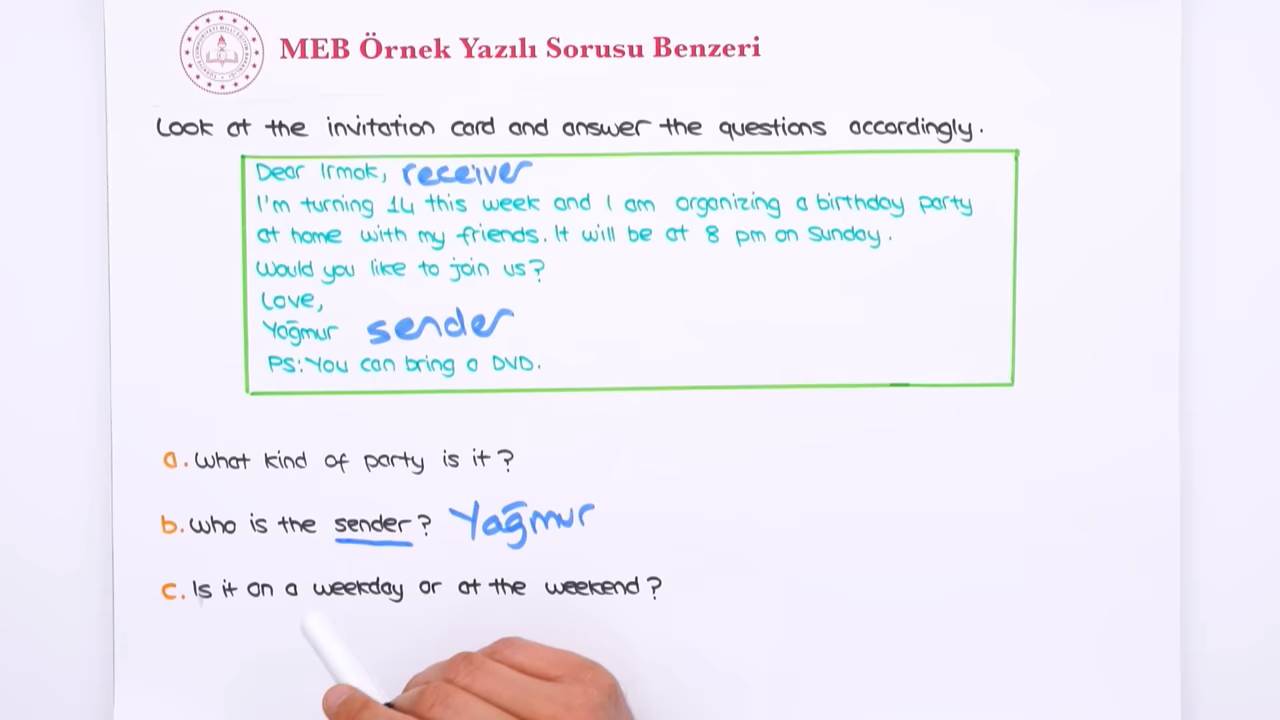 MEB Örnek Yazılı Sorusu Benzeri
Look at the invitation card and answer the questions accordingly.
Dear Irmak, receiver
I'm turning 14 this week and I am organizing a birthday party
at home with my friends. It will be at 8 pm on Sunday.
Would you like to join us?
Love,
Yağmur sender
PS: You can bring a DVD.
a. What kind of party is it?
b. Who is the sender? Yağmur
c. Is it on a weekday or at the weekend?